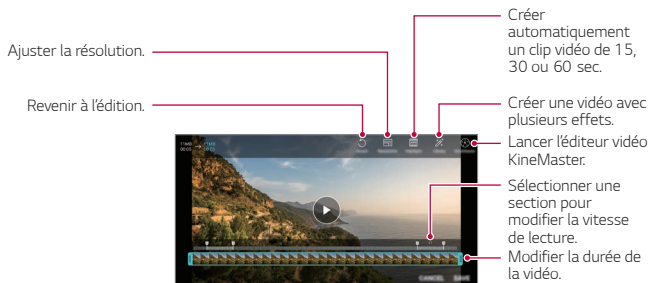 Ajuster la résolution.
Revenir à l'édition.
Créer
automatiquement
un clip vidéo de 15,
30 ou 60 sec.
Créer une vidéo avec
plusieurs effets.
Lancer l'éditeur vidéo
KineMaster.
Sélectionner une
section pour
modifier la vitesse
de lecture.
Modifier la durée de
la vidéo.
CANCEL SAVE